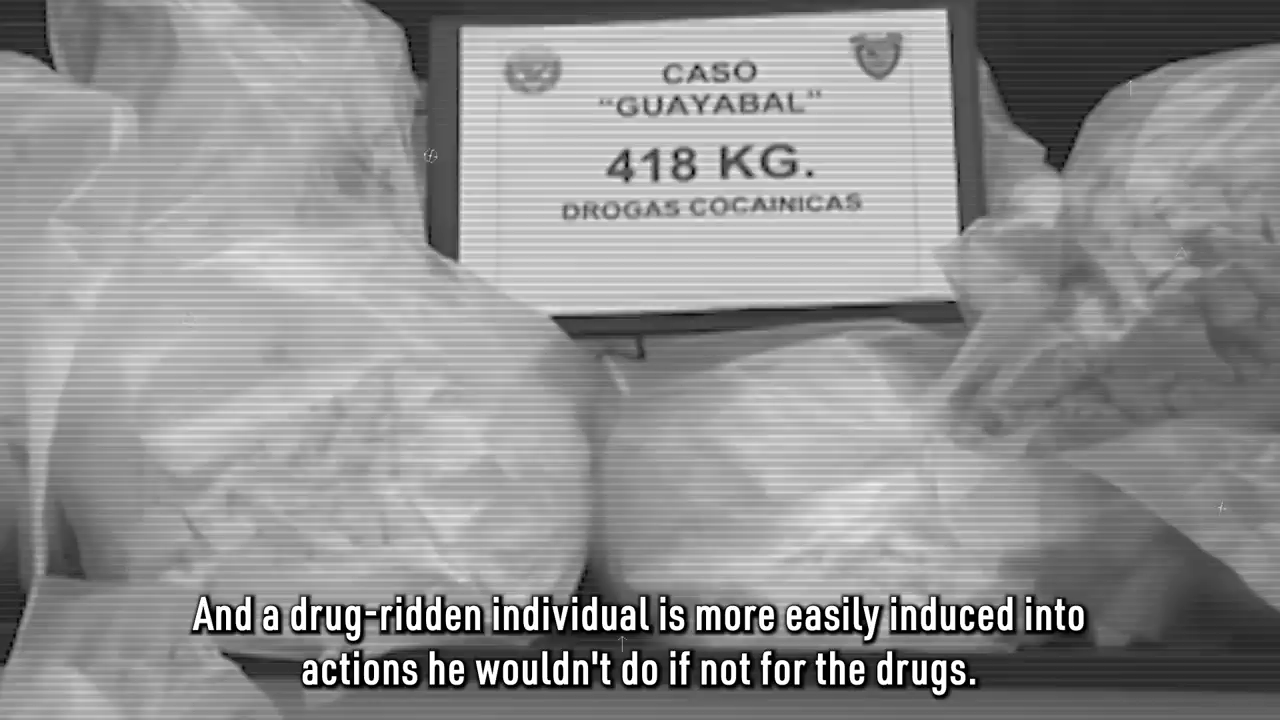 CASO
"GUAYABAL"
418 KG.
DROGAS COCAINICAS
And a drug-ridden individual is more easily induced into
actions he wouldn't do if not for the drugs.